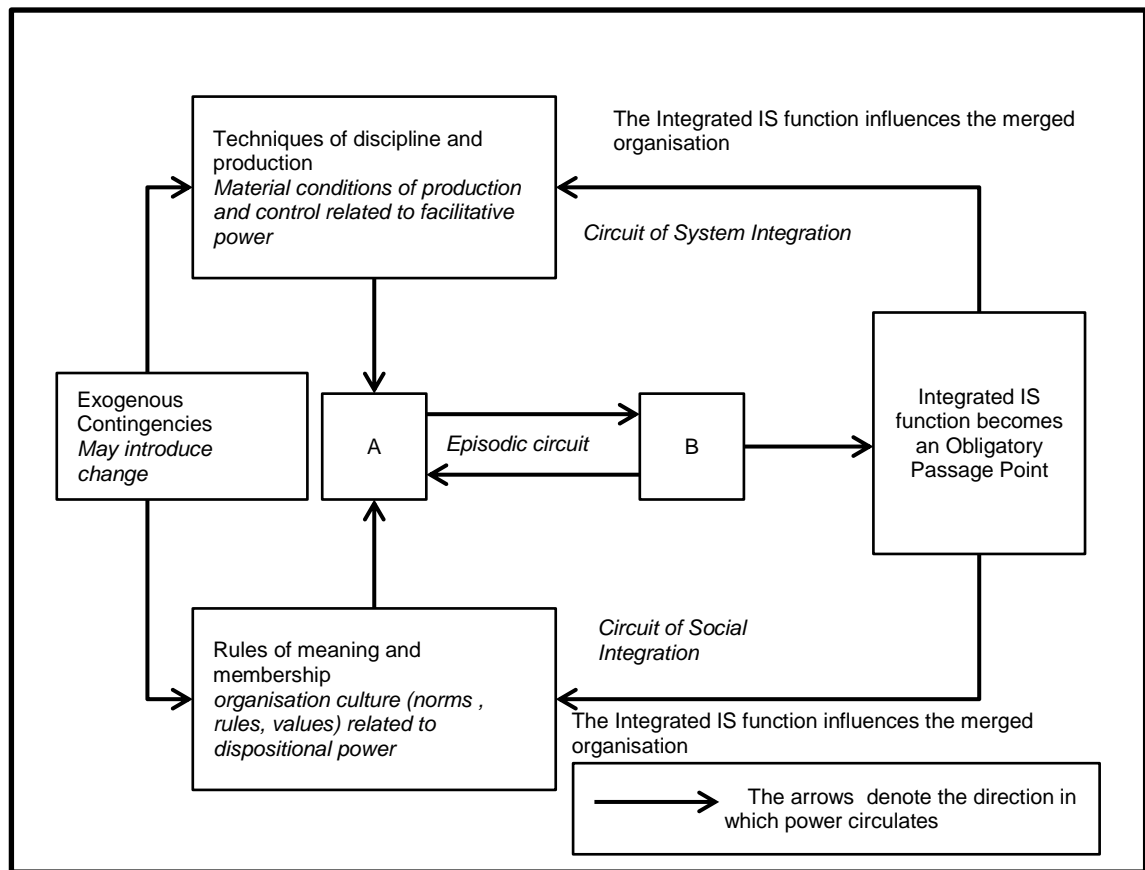 The Integrated IS function influences the merged
organisation
Techniques of discipline and
production
Material conditions of production
and control related to facilitative
power
Circuit of System Integration
Exogenous
Contingencies
May introduce
change
A
Episodic circuit
B
Integrated IS
function becomes
an Obligatory
Passage Point
Rules of meaning and
membership
organisation culture (norms ,
rules, values) related to
dispositional power
Circuit of Social
Integration
The Integrated IS function influences the merged
organisation
The arrows denote the direction in
which power circulates